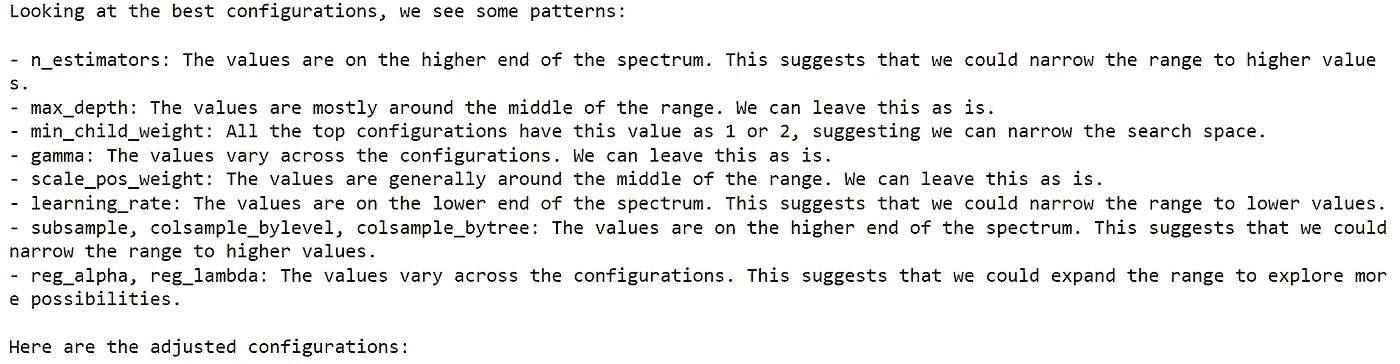 Looking at the best configurations, we see some patterns:
- n_estimators: The values are on the higher end of the spectrum. This suggests that we could narrow the range to higher value
s.
- max_depth: The values are mostly around the middle of the range. We can leave this as is.
- min_child_weight: All the top configurations have this value as 1 or 2, suggesting we can narrow the search space.
- gamma: The values vary across the configurations. We can leave this as is.
- scale_pos_weight: The values are generally around the middle of the range. We can leave this as is.
- learning_rate: The values are on the lower end of the spectrum. This suggests that we could narrow the range to lower values.
- subsample, colsample_bylevel, colsample_bytree: The values are on the higher end of the spectrum. This suggests that we could
narrow the range to higher values.
- reg_alpha, reg_lambda: The values vary across the configurations. This suggests that we could expand the range to explore mor
e possibilities.
Here are the adjusted configurations: